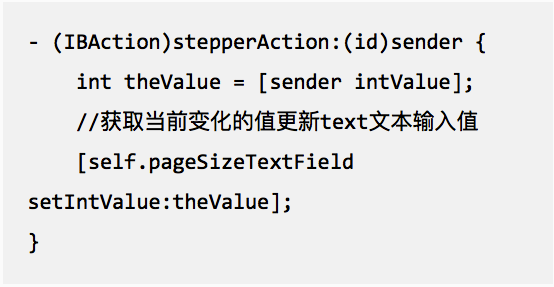 - (IBAction)stepperAction:(id)sender {
    int theValue = [sender intValue];
    //获取当前变化的值更新text文本输入值
    [self.pageSizeTextField
setIntValue:theValue];
}